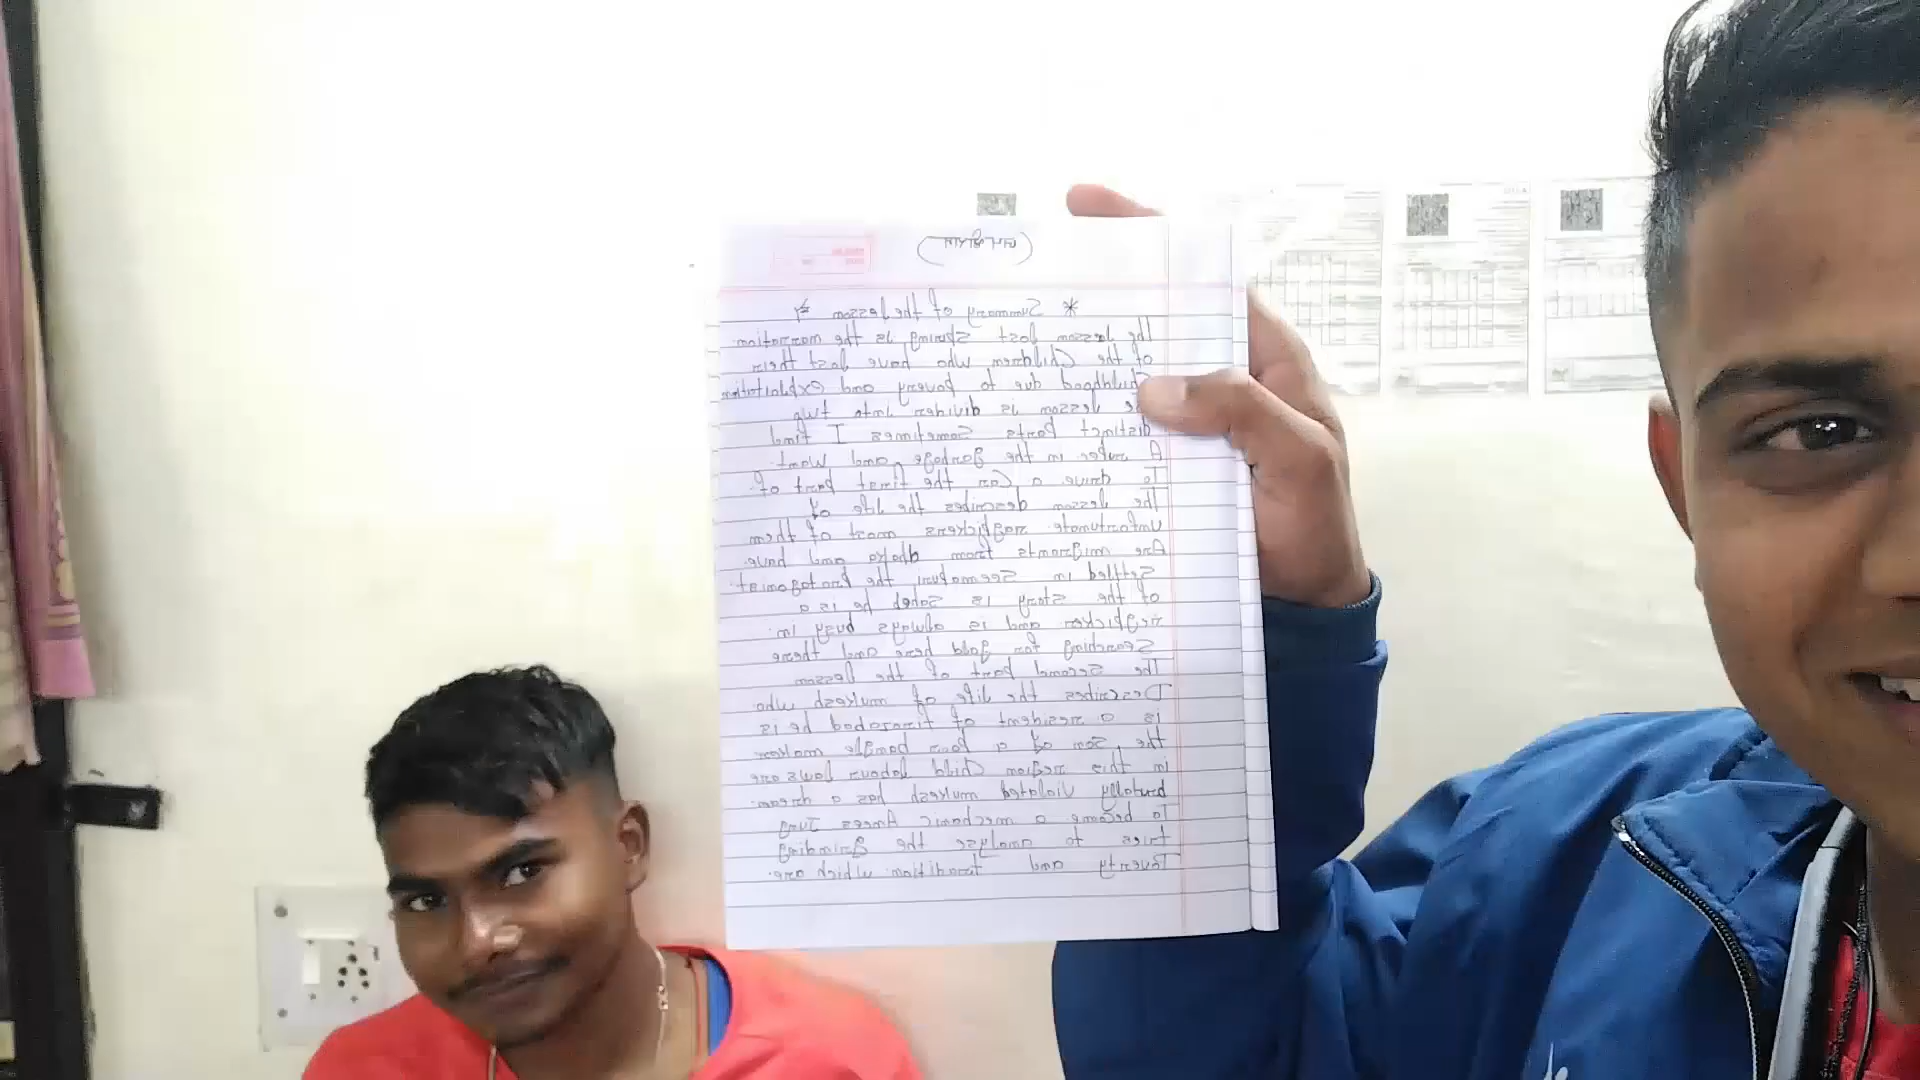 * Summary of the lesson *
The lesson lost spring is the narration
of the Children who have lost their
Childhood due to poverty and explaitation
The lesson is divides into two
distinct parts Sometimes I find
A rupee in the garbage and Want
To drive a Car the first part of
The lesson describes the life of
Unfortunate ragpickers most of them
Are migrants from dhaka and have
Settled in Seemapuri the protagonist
of the story is Saheb he is a
ragpicker and is always busy in
Searching for gold here and there
The Second part of the lesson
Describes the life of mukesh who
is a resident of firozabad he is
the son of a poor bangle maker
in this region Child labour laws are
brutally violated mukesh has a dream
To become a mechanic Anees Jung
tries to analyse the grinding
Poverty and tradition which are